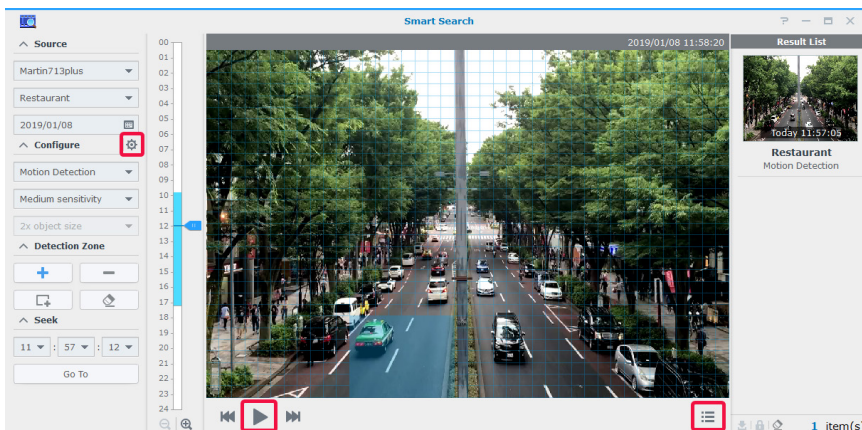 Smart Search
Source
Martin713plus
Restaurant
2019/01/08
Configure
Motion Detection
Medium sensitivity
2x object size
Detection Zone
Seek
11 : 57 : 12
Go To
00
01
02
03
04
05
06
07
08
09
10
11
12
13
14
15
16
17
18
19
20
21
22
23
24
2019/01/08 11:58:20
Result List
Today 11:57:05
Restaurant
Motion Detection
1 item(s